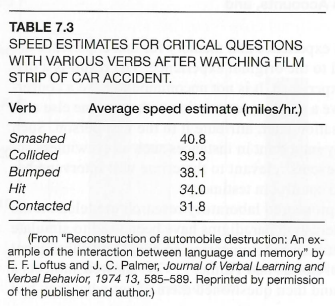 TABLE 7.3
SPEED ESTIMATES FOR CRITICAL QUESTIONS
WITH VARIOUS VERBS AFTER WATCHING FILM
STRIP OF CAR ACCIDENT.
Verb Average speed estimate (miles/hr.)
Smashed 40.8
Collided 39.3
Bumped 38.1
Hit 34.0
Contacted 31.8
(From "Reconstruction of automobile destruction: An ex-
ample of the interaction between language and memory" by
E. F. Loftus and J. C. Palmer, Journal of Verbal Learning and
Verbal Behavior, 1974 13, 585–589. Reprinted by permission
of the publisher and author.)